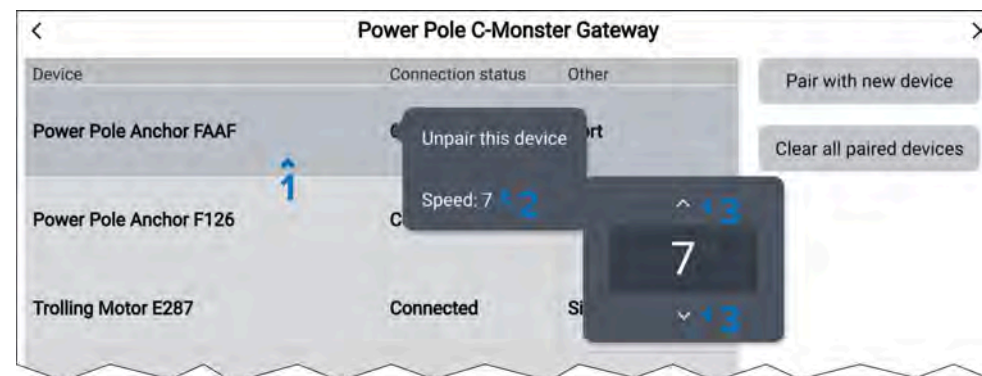 Power Pole C-Monster Gateway
Device Connection status Other
Pair with new device
Power Pole Anchor FAAF
Unpair this device
Clear all paired devices
1
Speed: 7 2
3
Power Pole Anchor F126
7
Trolling Motor E287 Connected
3